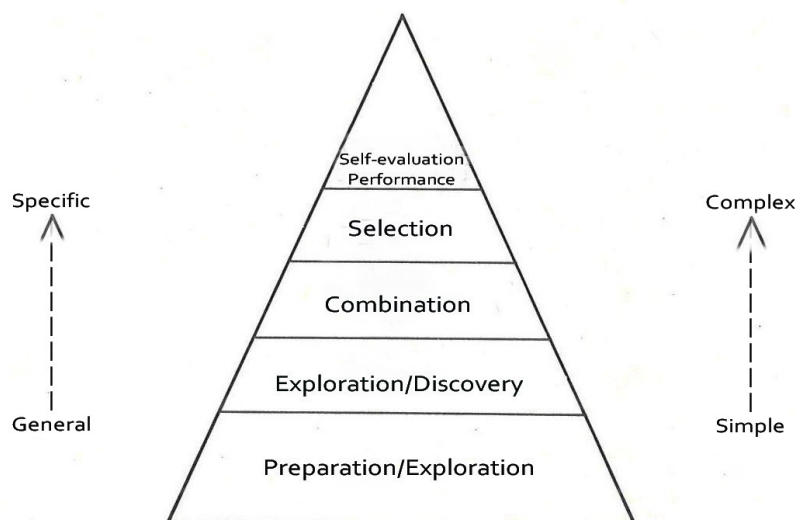 Self-evaluation
Performance
Specific
Complex
Selection
Combination
Exploration/Discovery
General
Simple
Preparation/Exploration